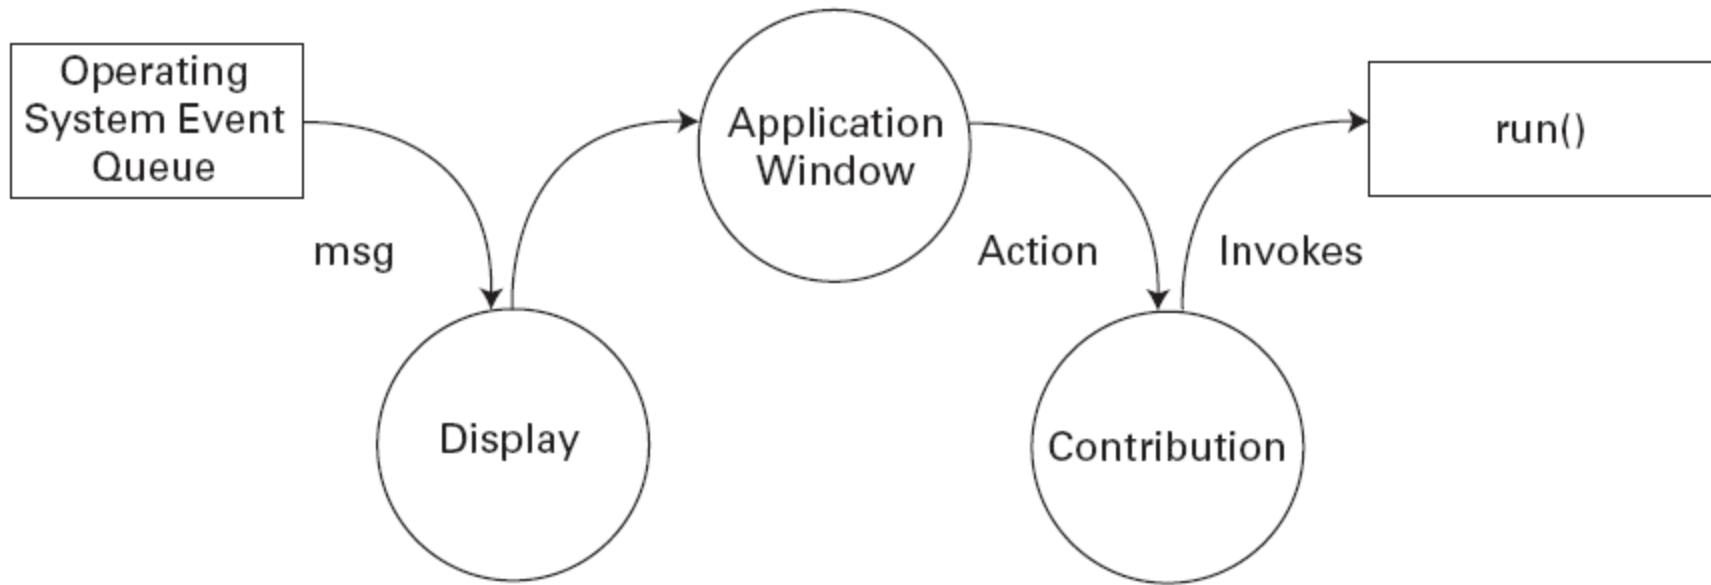 Operating
System Event
Queue
msg
Display
Application
Window
Action
Contribution
Invokes
run()